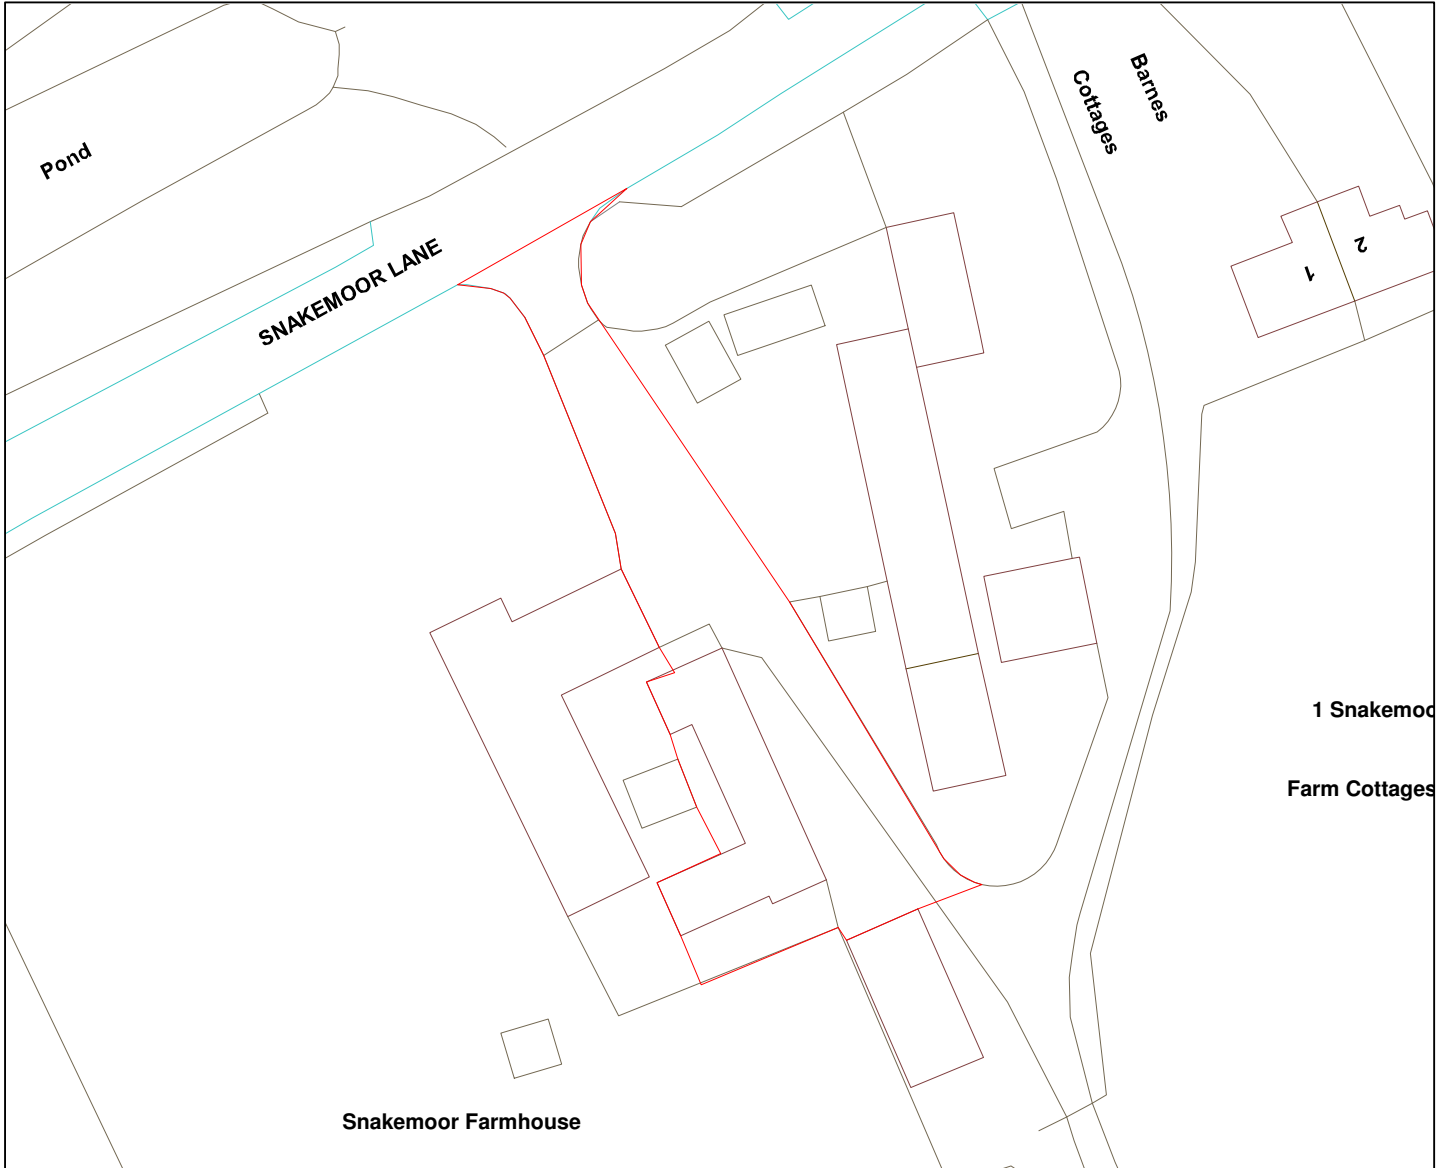 Barnes
Cottages
Pond
SNAKEMOOR LANE
2
1
1 Snakemoo
Farm Cottages
Snakemoor Farmhouse